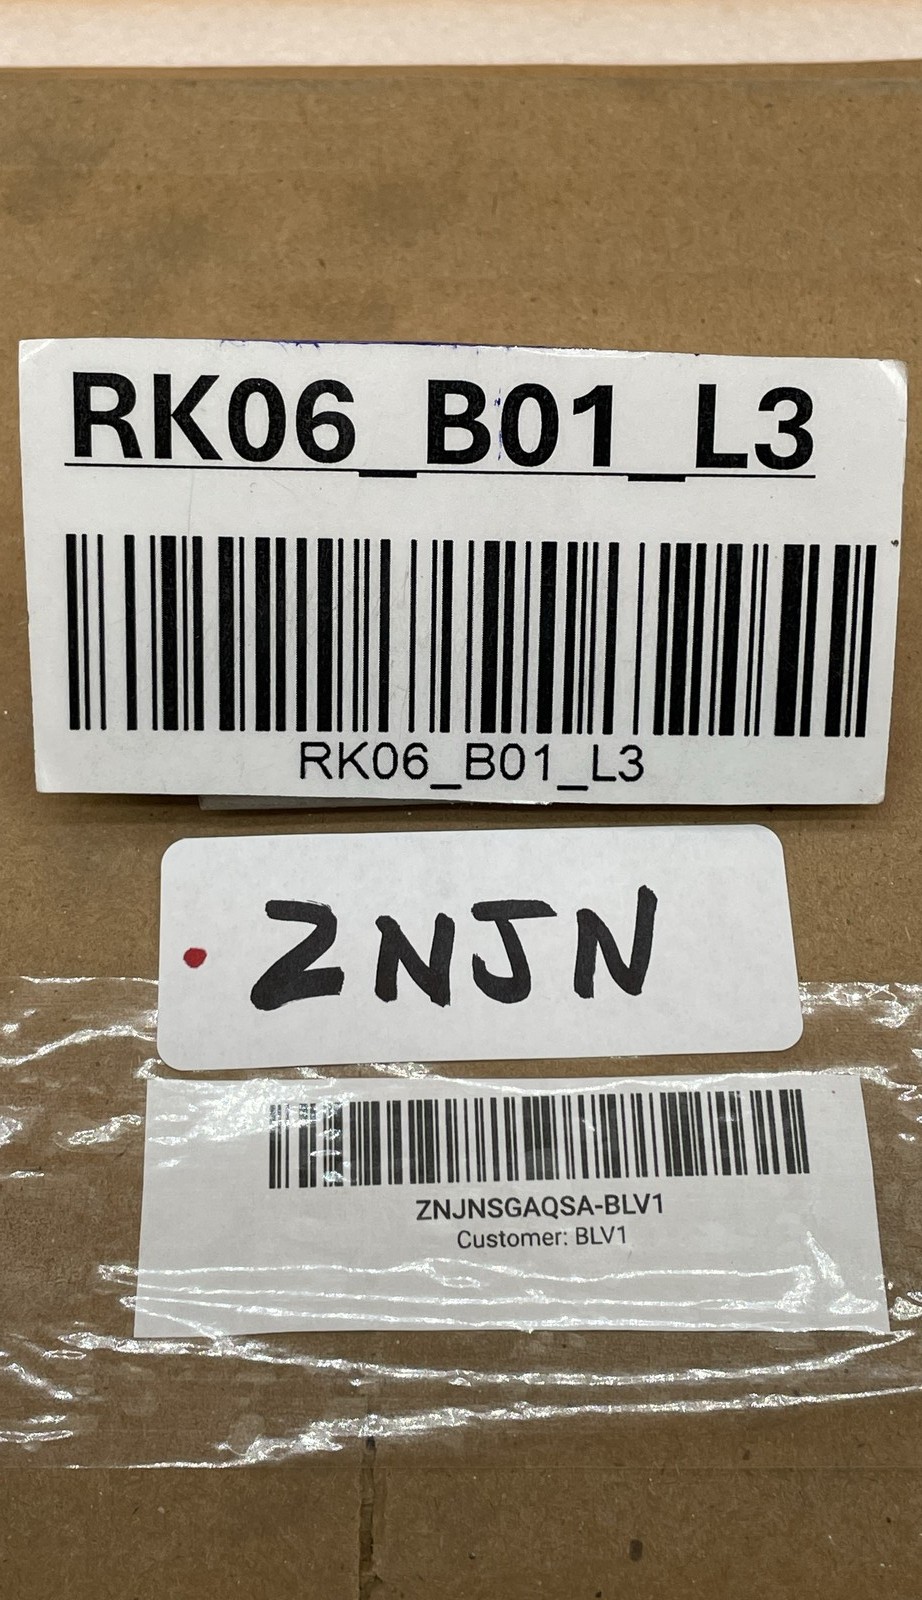 RK06_B01_L3
RK06_B01_L3
ZNJN
ZNJNSGAQSA-BLV1
Customer: BLV1